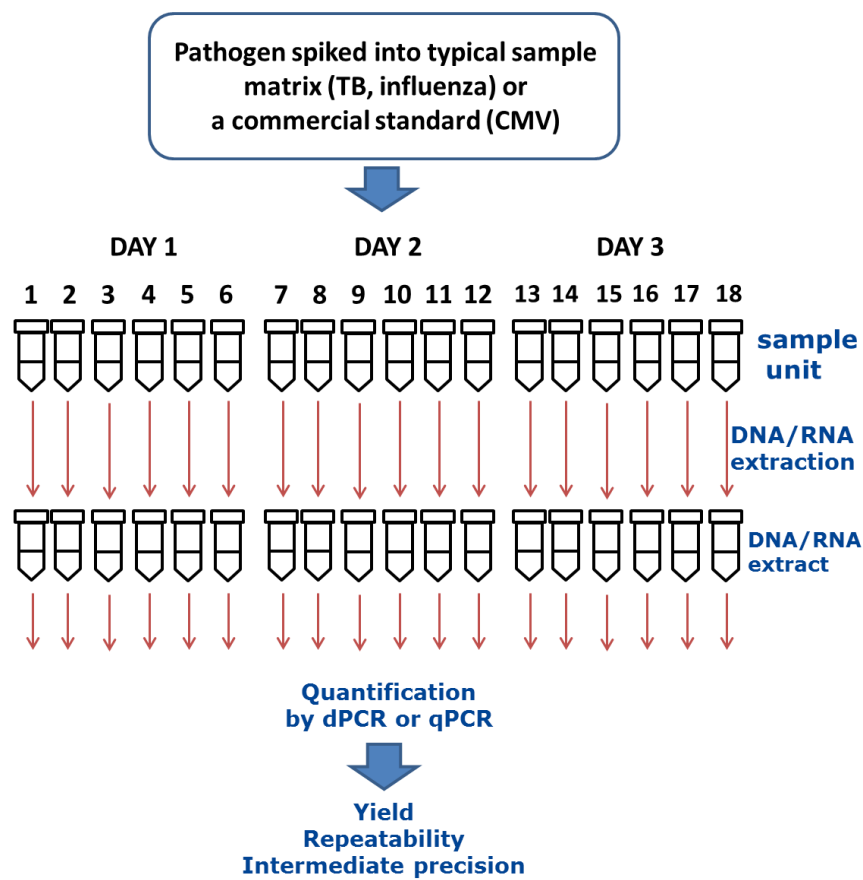 Pathogen spiked into typical sample
matrix (TB, influenza) or
a commercial standard (CMV)
DAY 1 DAY 2 DAY 3
1 2 3 4 5 6 7 8 9 10 11 12 13 14 15 16 17 18
sample
unit
DNA/RNA
extraction
DNA/RNA
extract
Quantification
by dPCR or qPCR
Yield
Repeatability
Intermediate precision